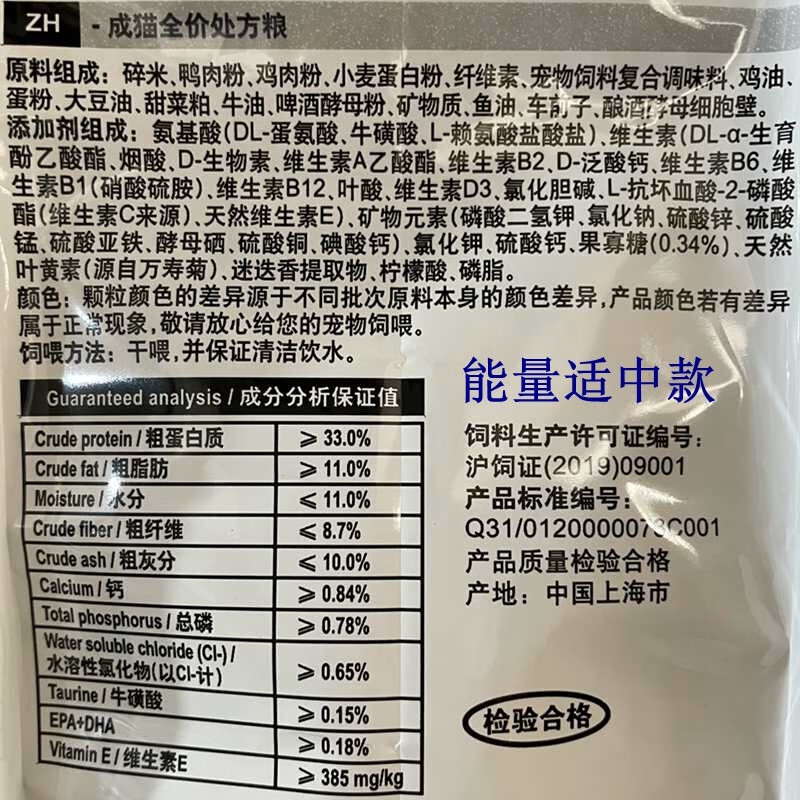 ZH - 成猫全价处方粮
原料组成：碎米、鸭肉粉、鸡肉粉、小麦蛋白粉、纤维素、宠物饲料复合调味料、鸡油、
蛋粉、大豆油、甜菜粕、牛油、啤酒酵母粉、矿物质、鱼油、车前子、酿酒酵母细胞壁。
添加剂组成：氨基酸(DL-蛋氨酸、牛磺酸、L-赖氨酸盐酸盐)、维生素(DL-α-生育
酚乙酸酯、烟酸、D-生物素、维生素A乙酸酯、维生素B2、D-泛酸钙、维生素B6、维
生素B1(硝酸硫胺)、维生素B12、叶酸、维生素D3、氯化胆碱、L-抗坏血酸-2-磷酸
酯(维生素C来源)、天然维生素E)、矿物元素(磷酸二氢钾、氯化钠、硫酸锌、硫酸
锰、硫酸亚铁、酵母硒、硫酸铜、碘酸钙)、氯化钾、硫酸钙、果寡糖(0.34%)、天然
叶黄素(源自万寿菊)、迷迭香提取物、柠檬酸、磷脂。
颜色：颗粒颜色的差异源于不同批次原料本身的颜色差异,产品颜色若有差异
属于正常现象,敬请放心给您的宠物饲喂。
饲喂方法：干喂,并保证清洁饮水。
Guaranteed analysis / 成分分析保证值
Crude protein / 粗蛋白质 ⩾ 33.0%
Crude fat / 粗脂肪 ⩾ 11.0%
Moisture / 水分 ⩽ 11.0%
Crude fiber / 粗纤维 ⩽ 8.7%
Crude ash / 粗灰分 ⩽ 10.0%
Calcium / 钙 ⩾ 0.84%
Total phosphorus / 总磷 ⩾ 0.78%
Water soluble chloride (Cl-) /
水溶性氯化物(以Cl-计) ⩾ 0.65%
Taurine / 牛磺酸 ⩾ 0.15%
EPA+DHA ⩾ 0.18%
Vitamin E / 维生素E ⩾ 385 mg/kg
能量适中款
饲料生产许可证编号：
沪饲证(2019)09001
产品标准编号：
Q31/0120000073C001
产品质量检验合格
产地：中国上海市
检验合格